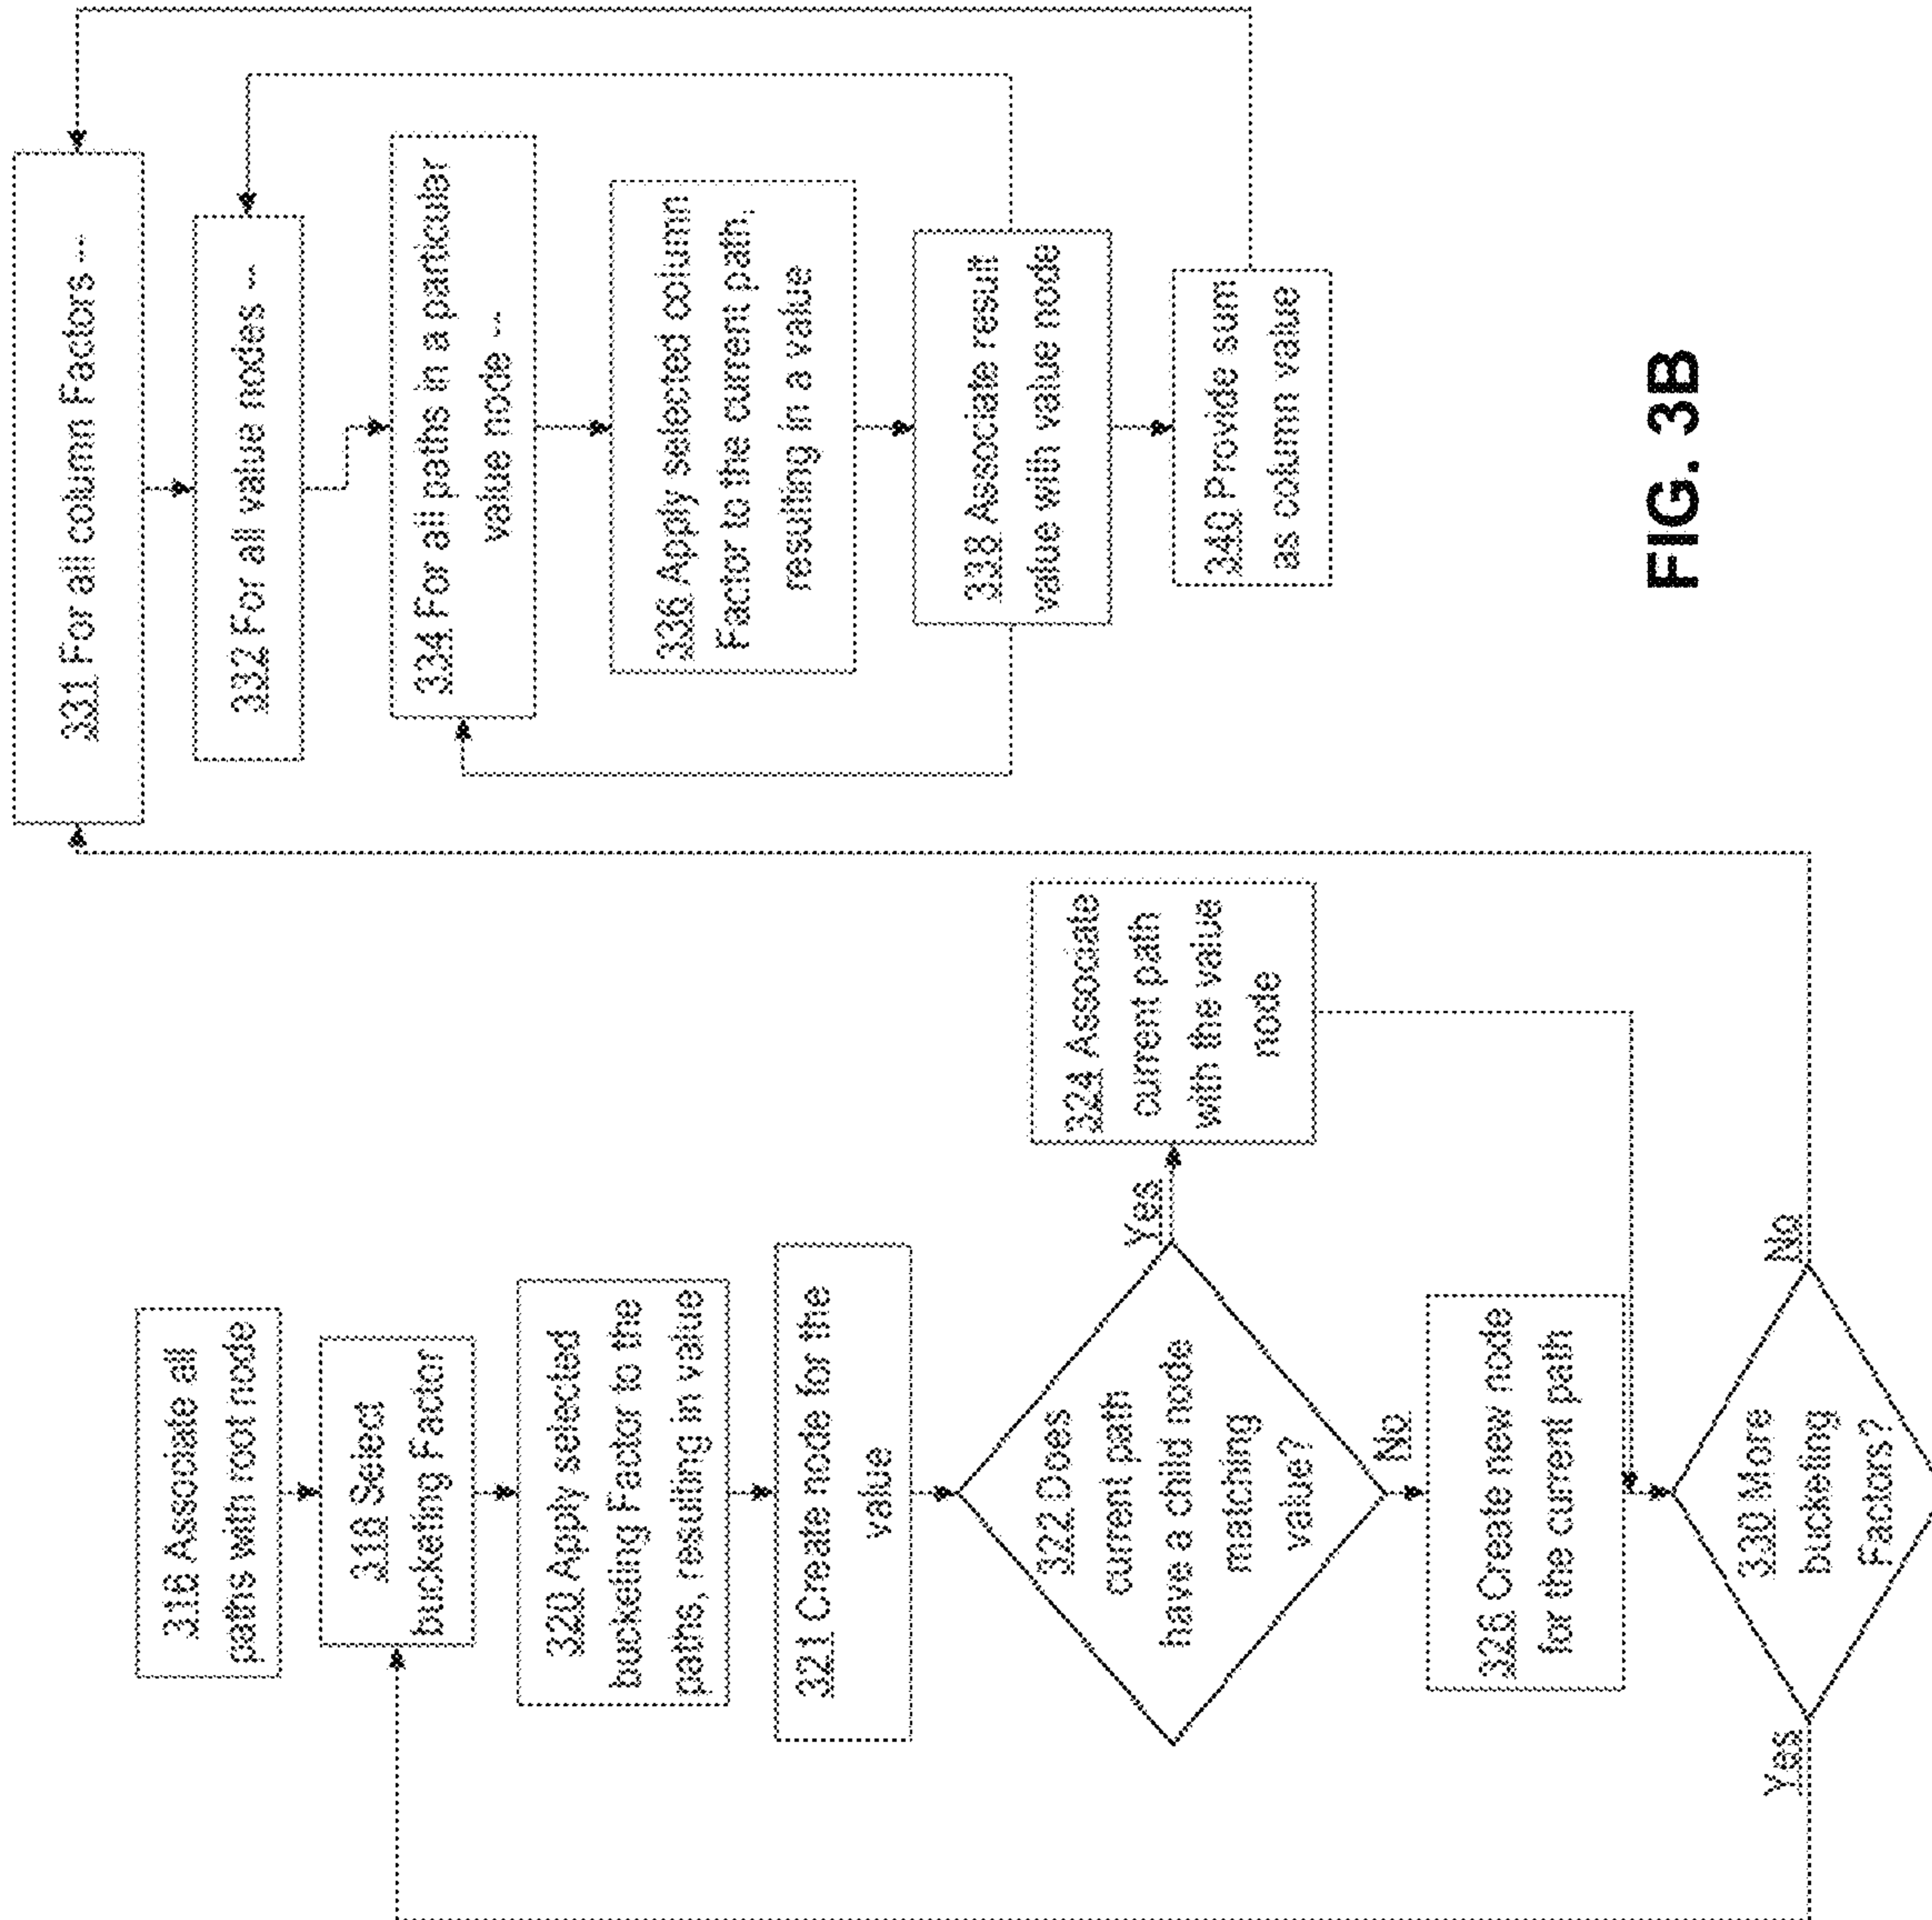 316 Associate all
paths with root node
318 Select
bucketing Factor
320 Apply selected
bucketing Factor to the
paths, resulting in value
321 Create node for the
value
322 Does
current path
have a child node
matching
value?
Yes
324 Associate
current path
with the value
node
No
326 Create new node
for the current path
330 More
bucketing
Factors?
Yes
No
331 For all column Factors --
332 For all value nodes --
334 For all paths in a particular
value node --
336 Apply selected column
Factor to the current path,
resulting in a value
338 Associate result
value with value node
340 Provide sum
as column value
FIG. 3B